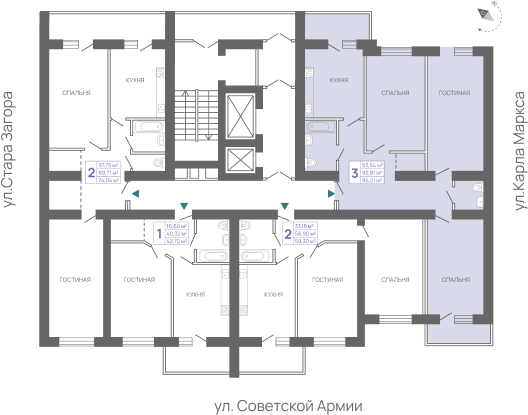 ул.Стара Загора
ул.Карла Маркса
СПАЛЬНЯ
КУХНЯ
КУХНЯ
СПАЛЬНЯ
ГОСТИНАЯ
2
37,75 м²
69,71 м²
74,04 м²
3
53,54 м²
92,81 м²
96,21 м²
1
16,60 м²
40,32 м²
42,72 м²
2
33,18 м²
56,90 м²
59,30 м²
ГОСТИНАЯ
ГОСТИНАЯ
КУХНЯ
КУХНЯ
ГОСТИНАЯ
СПАЛЬНЯ
СПАЛЬНЯ
ул. Советской Армии